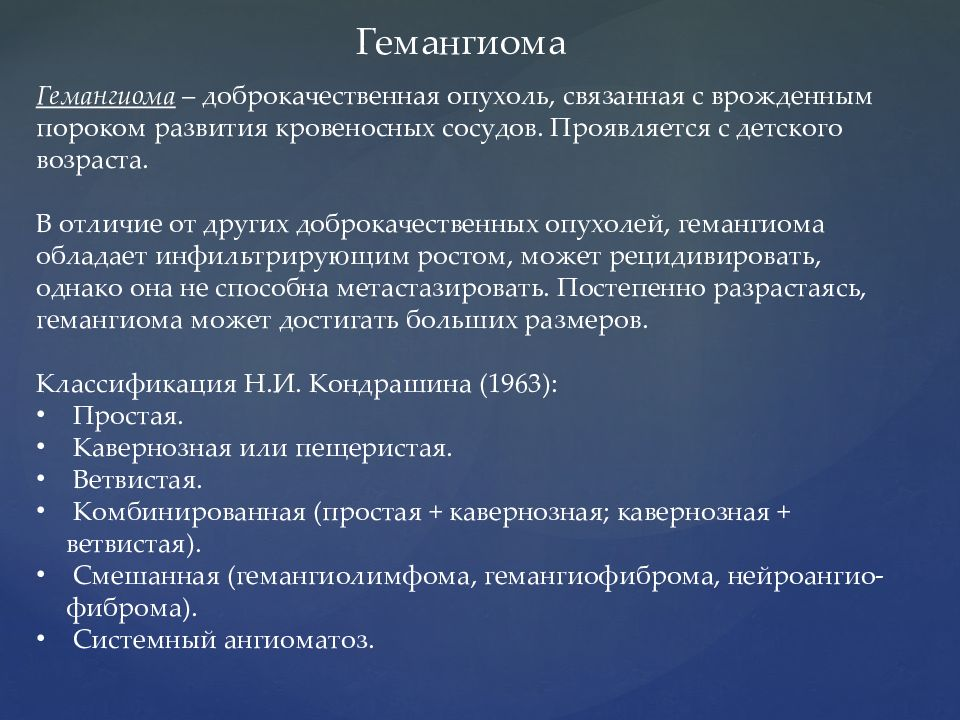 Гемангиома
Гемангиома – доброкачественная опухоль, связанная с врожденным
пороком развития кровеносных сосудов. Проявляется с детского
возраста.
В отличие от других доброкачественных опухолей, гемангиома
обладает инфильтрирующим ростом, может рецидивировать,
однако она не способна метастазировать. Постепенно разрастаясь,
гемангиома может достигать больших размеров.
Классификация Н.И. Кондрашина (1963):
• Простая.
• Кавернозная или пещеристая.
• Ветвистая.
• Комбинированная (простая + кавернозная; кавернозная +
ветвистая).
• Смешанная (гемангиолимфома, гемангиофиброма, нейроангио-
фиброма).
• Системный ангиоматоз.